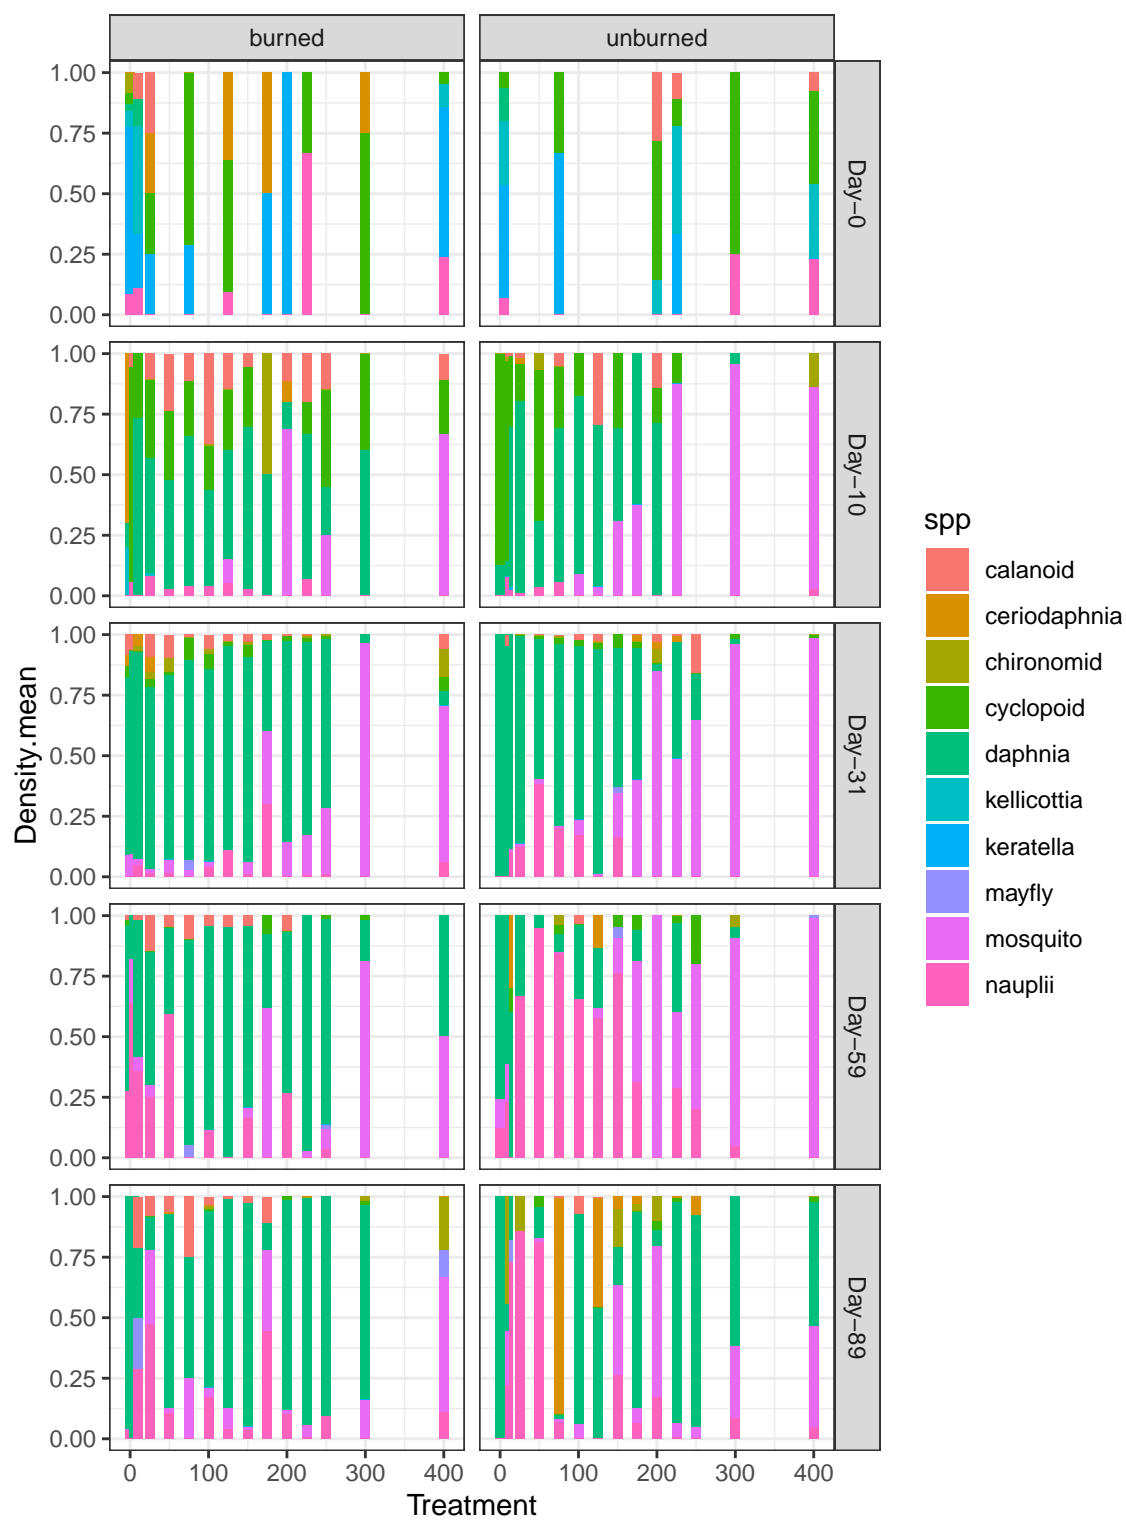 burned
unburned
1.00
0.75
0.50
0.25
0.00
Day−0
1.00
0.75
0.50
0.25
0.00
Day−10
1.00
0.75
0.50
0.25
0.00
Day−31
1.00
0.75
0.50
0.25
0.00
Day−59
1.00
0.75
0.50
0.25
0.00
Day−89
0 100 200 300 400
0 100 200 300 400
Treatment
Density.mean
spp
calanoid
ceriodaphnia
chironomid
cyclopoid
daphnia
kellicottia
keratella
mayfly
mosquito
nauplii